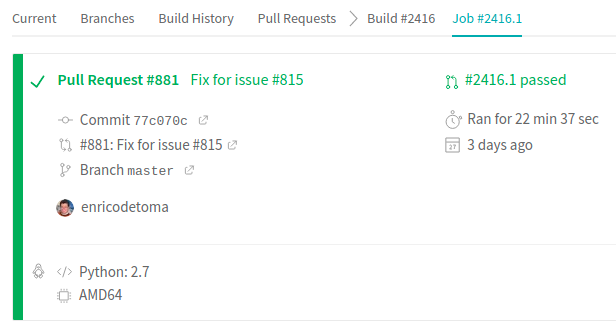 Current Branches Build History Pull Requests Build #2416 Job #2416.1
Pull Request #881 Fix for issue #815
#2416.1 passed
Commit 77c070c
Ran for 22 min 37 sec
#881: Fix for issue #815
27 3 days ago
Branch master
enricodetoma
</> Python: 2.7
AMD64